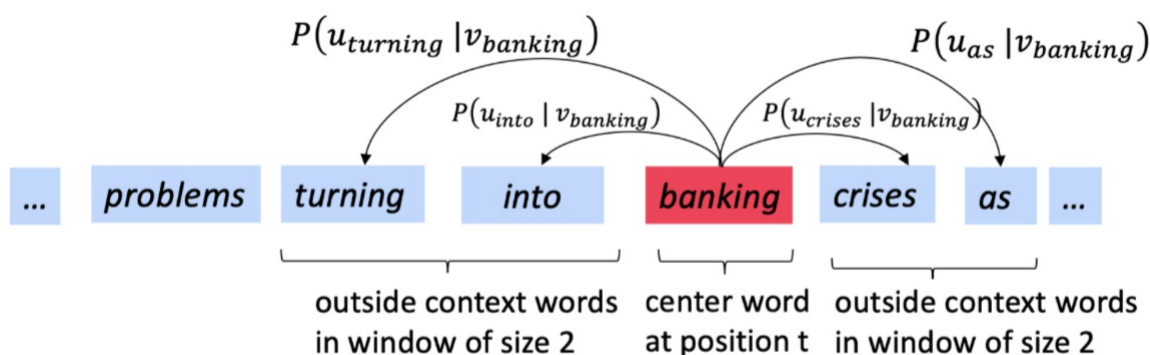 P(u_turning |v_banking)
P(u_as |v_banking)
P(u_into | v_banking)
P(u_crises |v_banking)
... problems turning into banking crises as ...
outside context words
in window of size 2
center word
at position t
outside context words
in window of size 2